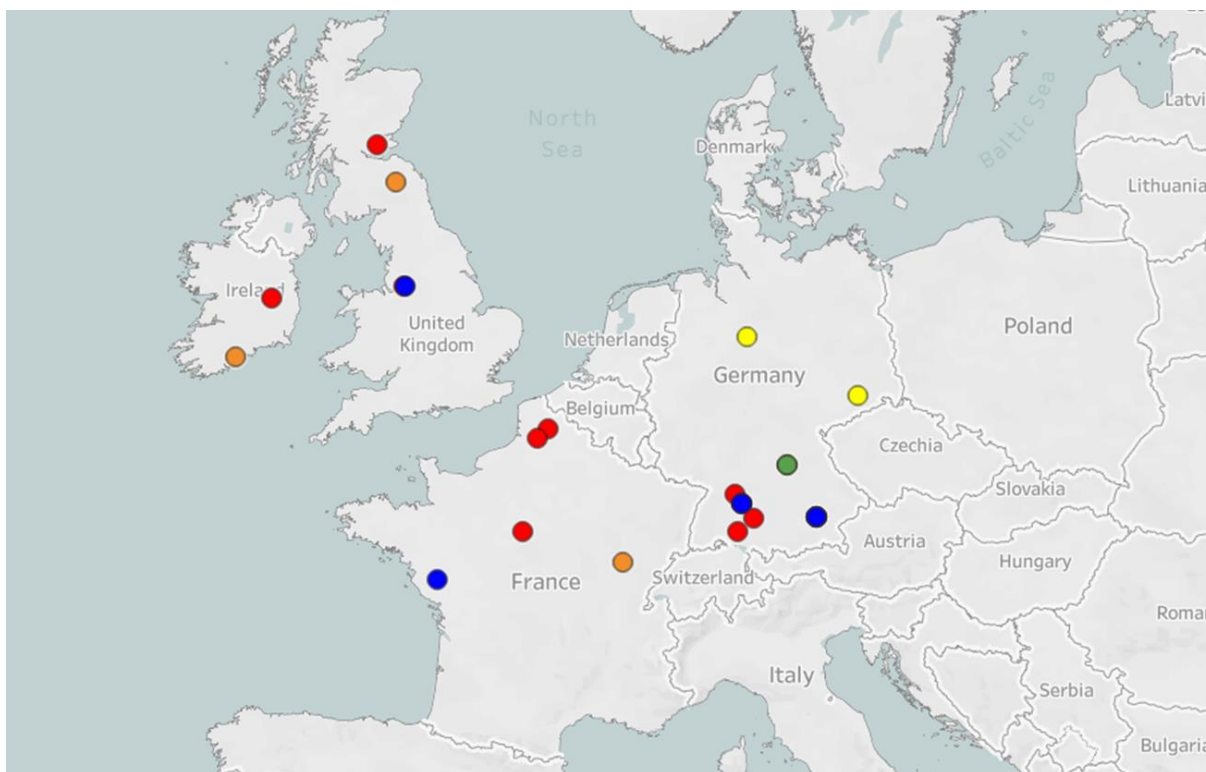 North
Sea
Baltic Sea
Latvi
Denmark
Lithuania
Ireland
United
Kingdom
Netherlands
Poland
Germany
Belgium
Czechia
Slovakia
Austria
Hungary
France
Switzerland
Roma
Italy
Serbia
Bulgaria